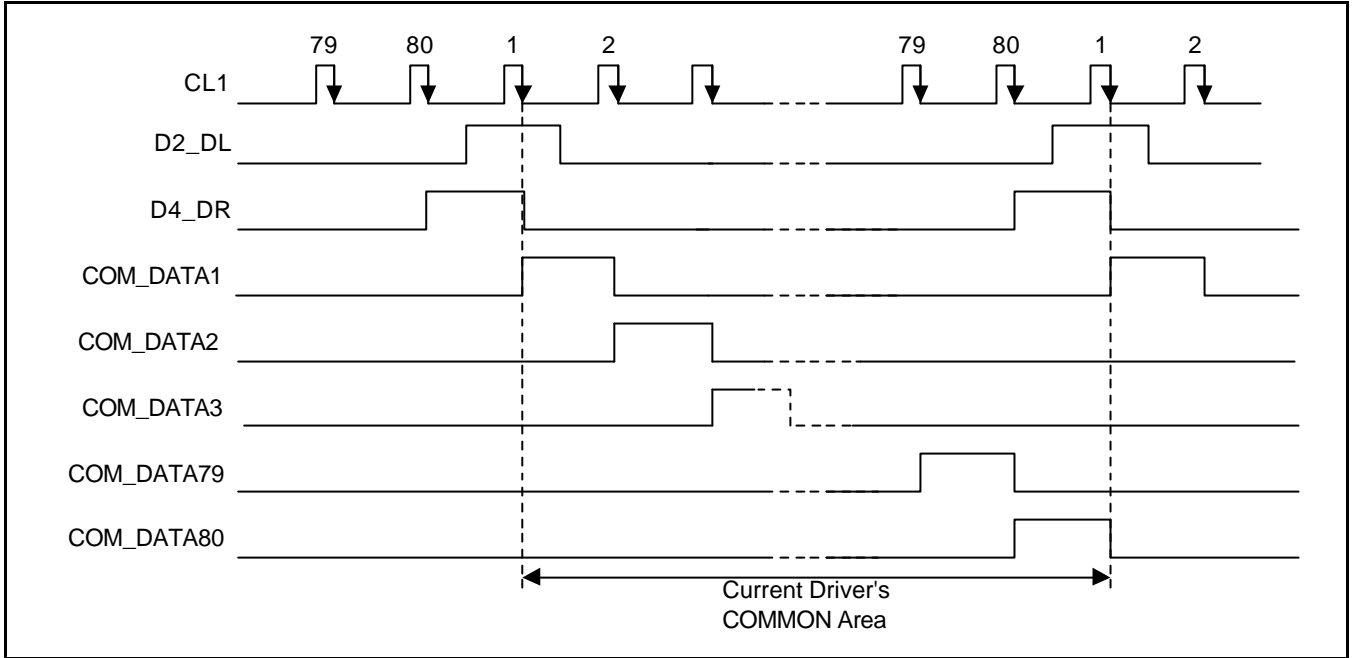 79 80 1 2 79 80 1 2
CL1
D2_DL
D4_DR
COM_DATA1
COM_DATA2
COM_DATA3
COM_DATA79
COM_DATA80
Current Driver's
COMMON Area